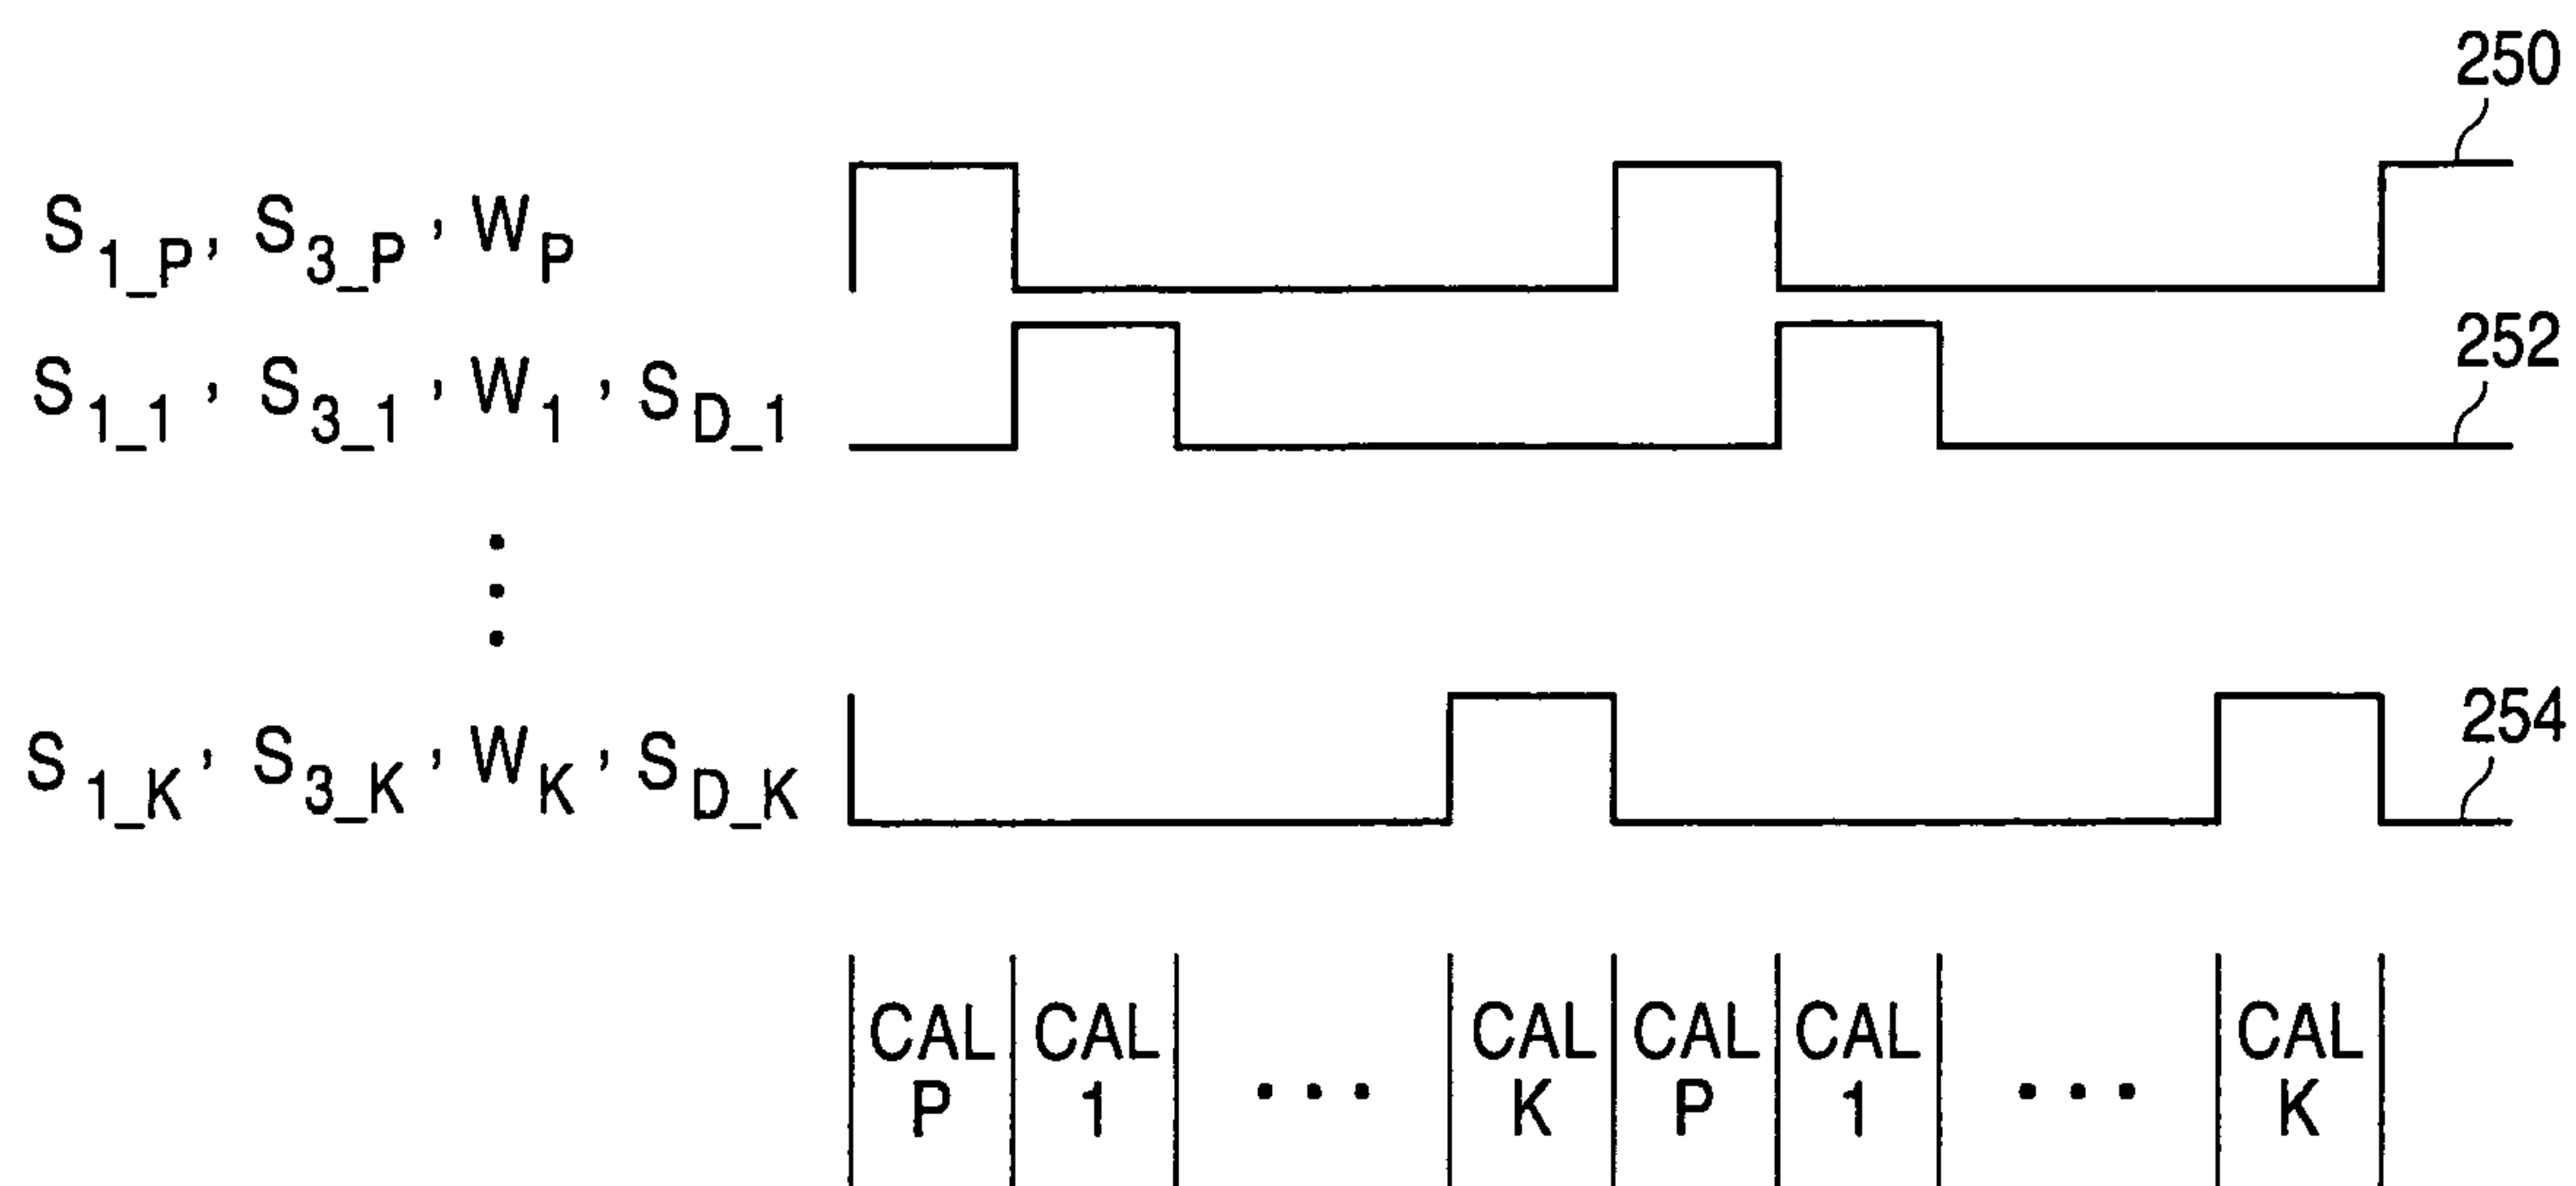 250
S1_P, S3_P, WP
252
S1_1, S3_1, W1, SD_1
S1_K, S3_K, WK, SD_K
254
CAL P
CAL 1
...
CAL K
CAL P
CAL 1
...
CAL K